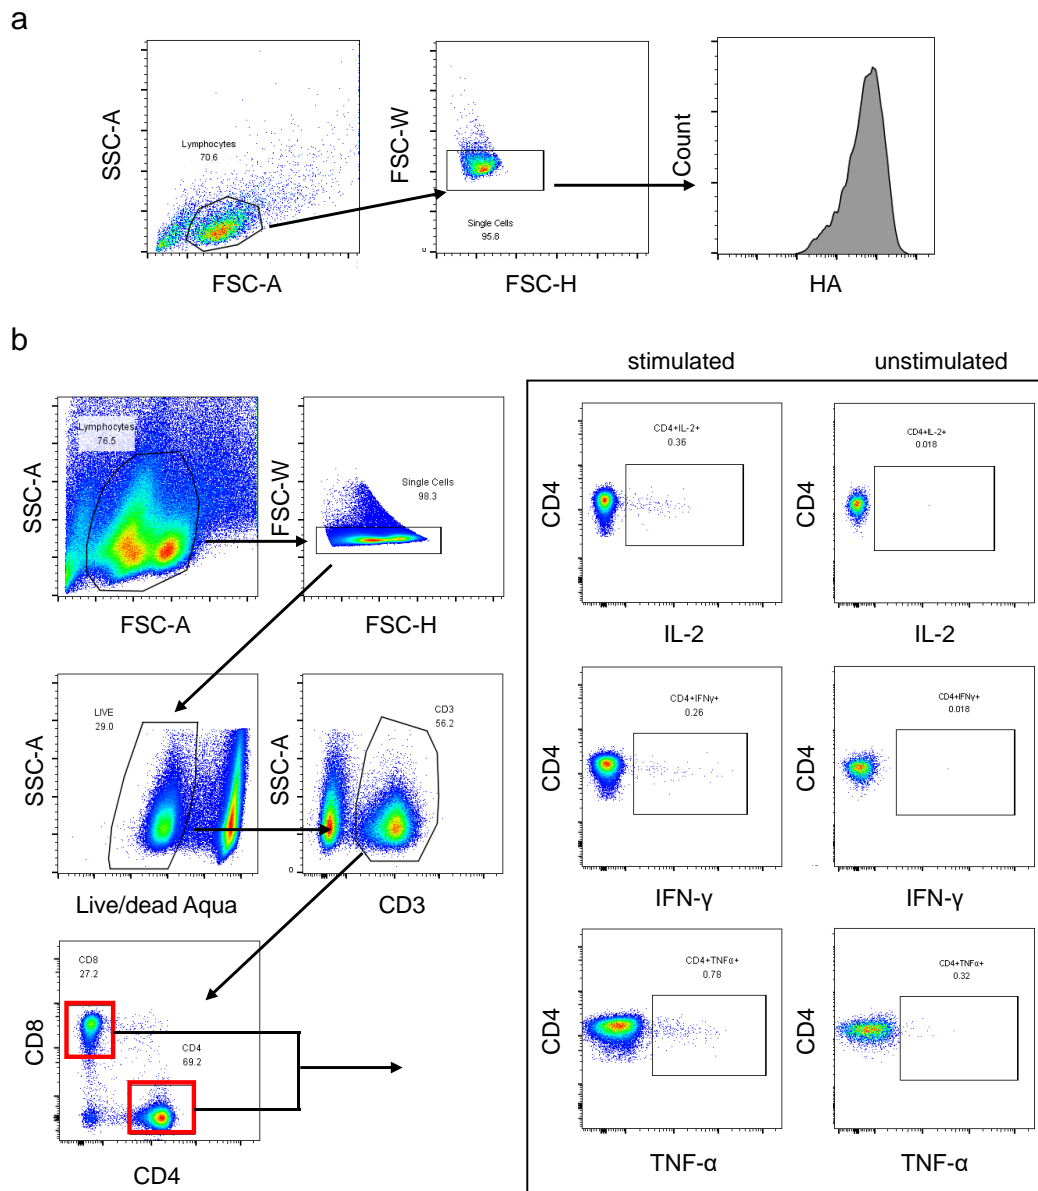 a
SSC-A
Lymphocytes
70.6
FSC-A
FSC-W
Single Cells
95.8
FSC-H
Count
HA
b
stimulated
unstimulated
SSC-A
Lymphocytes
76.5
FSC-A
FSC-W
Single Cells
98.3
FSC-H
CD4
CD4+IL-2+
0.36
IL-2
CD4
CD4+IL-2+
0.018
IL-2
SSC-A
LIVE
29.0
Live/dead Aqua
SSC-A
CD3
56.2
0
CD3
CD4
CD4+IFNγ+
0.26
IFN-γ
CD4
CD4+IFNγ+
0.018
IFN-γ
CD8
CD8
27.2
CD4
69.2
CD4
CD4
CD4+TNFα+
0.78
TNF-α
CD4
CD4+TNFα+
0.32
TNF-α